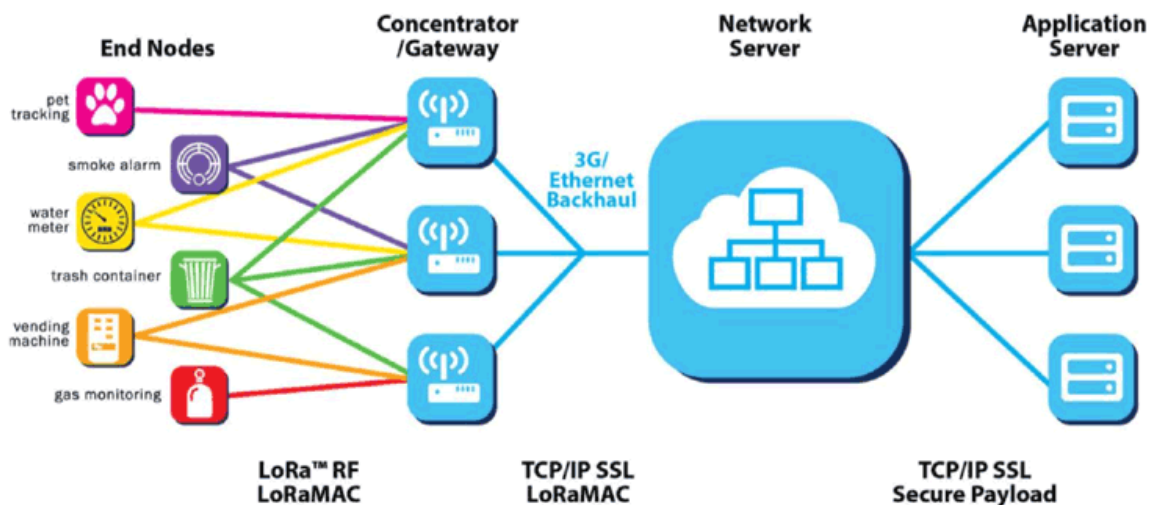 End Nodes
Concentrator
/Gateway
Network
Server
Application
Server
pet
tracking
smoke alarm
water
meter
trash container
vending
machine
gas monitoring
3G/
Ethernet
Backhaul
LoRa™ RF
LoRaMAC
TCP/IP SSL
LoRaMAC
TCP/IP SSL
Secure Payload